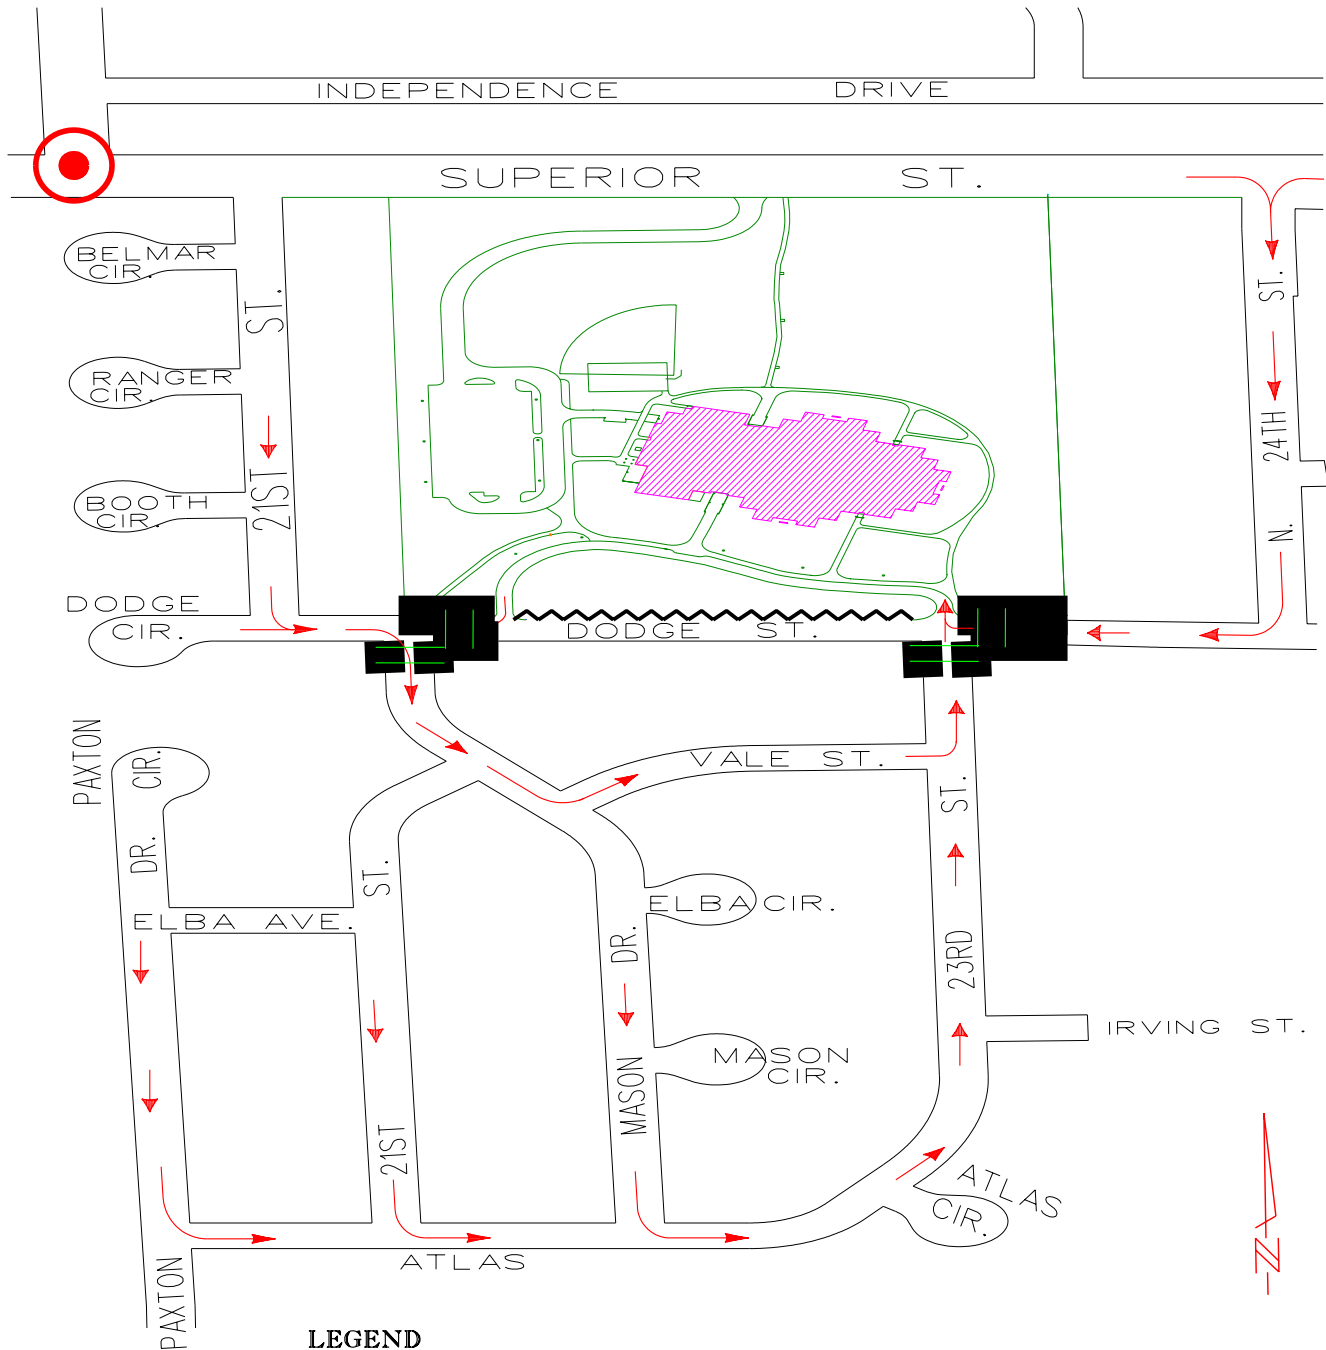 INDEPENDENCE DRIVE
SUPERIOR ST.
BELMAR
CIR.
21ST ST.
N. 24TH ST.
RANGER
CIR.
BOOTH
CIR.
DODGE
CIR.
DODGE ST.
PAXTON
CIR.
VALE ST.
PAXTON DR.
21ST ST.
23RD ST.
ELBA AVE.
ELBA CIR.
MASON DR.
IRVING ST.
MASON
CIR.
ATLAS
CIR.
ATLAS
N
LEGEND